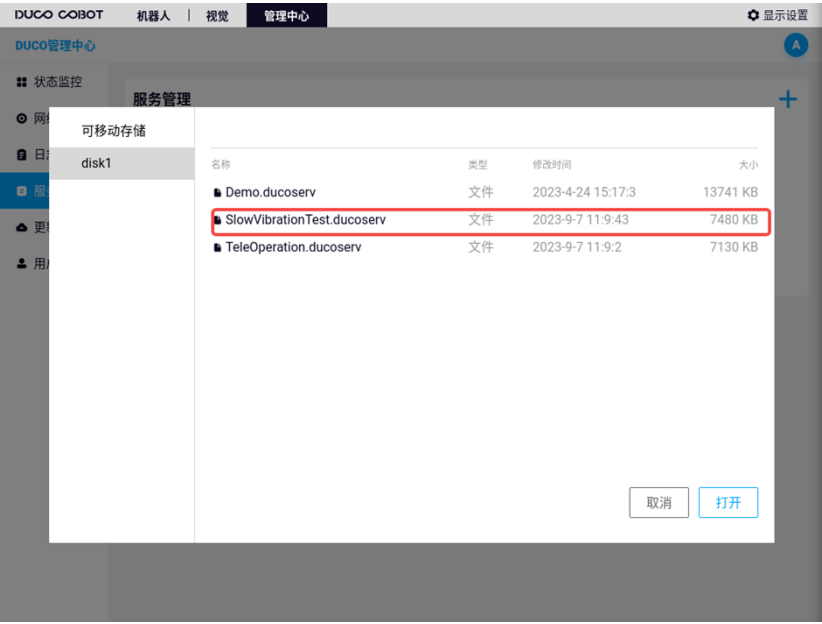 DUCO COBOT 机器人 视觉 管理中心 显示设置
DUCO管理中心 A
状态监控
服务管理
可移动存储
disk1
名称 类型 修改时间 大小
Demo.ducoserv 文件 2023-4-24 15:17:3 13741 KB
SlowVibrationTest.ducoserv 文件 2023-9-7 11:9:43 7480 KB
TeleOperation.ducoserv 文件 2023-9-7 11:9:2 7130 KB
取消 打开